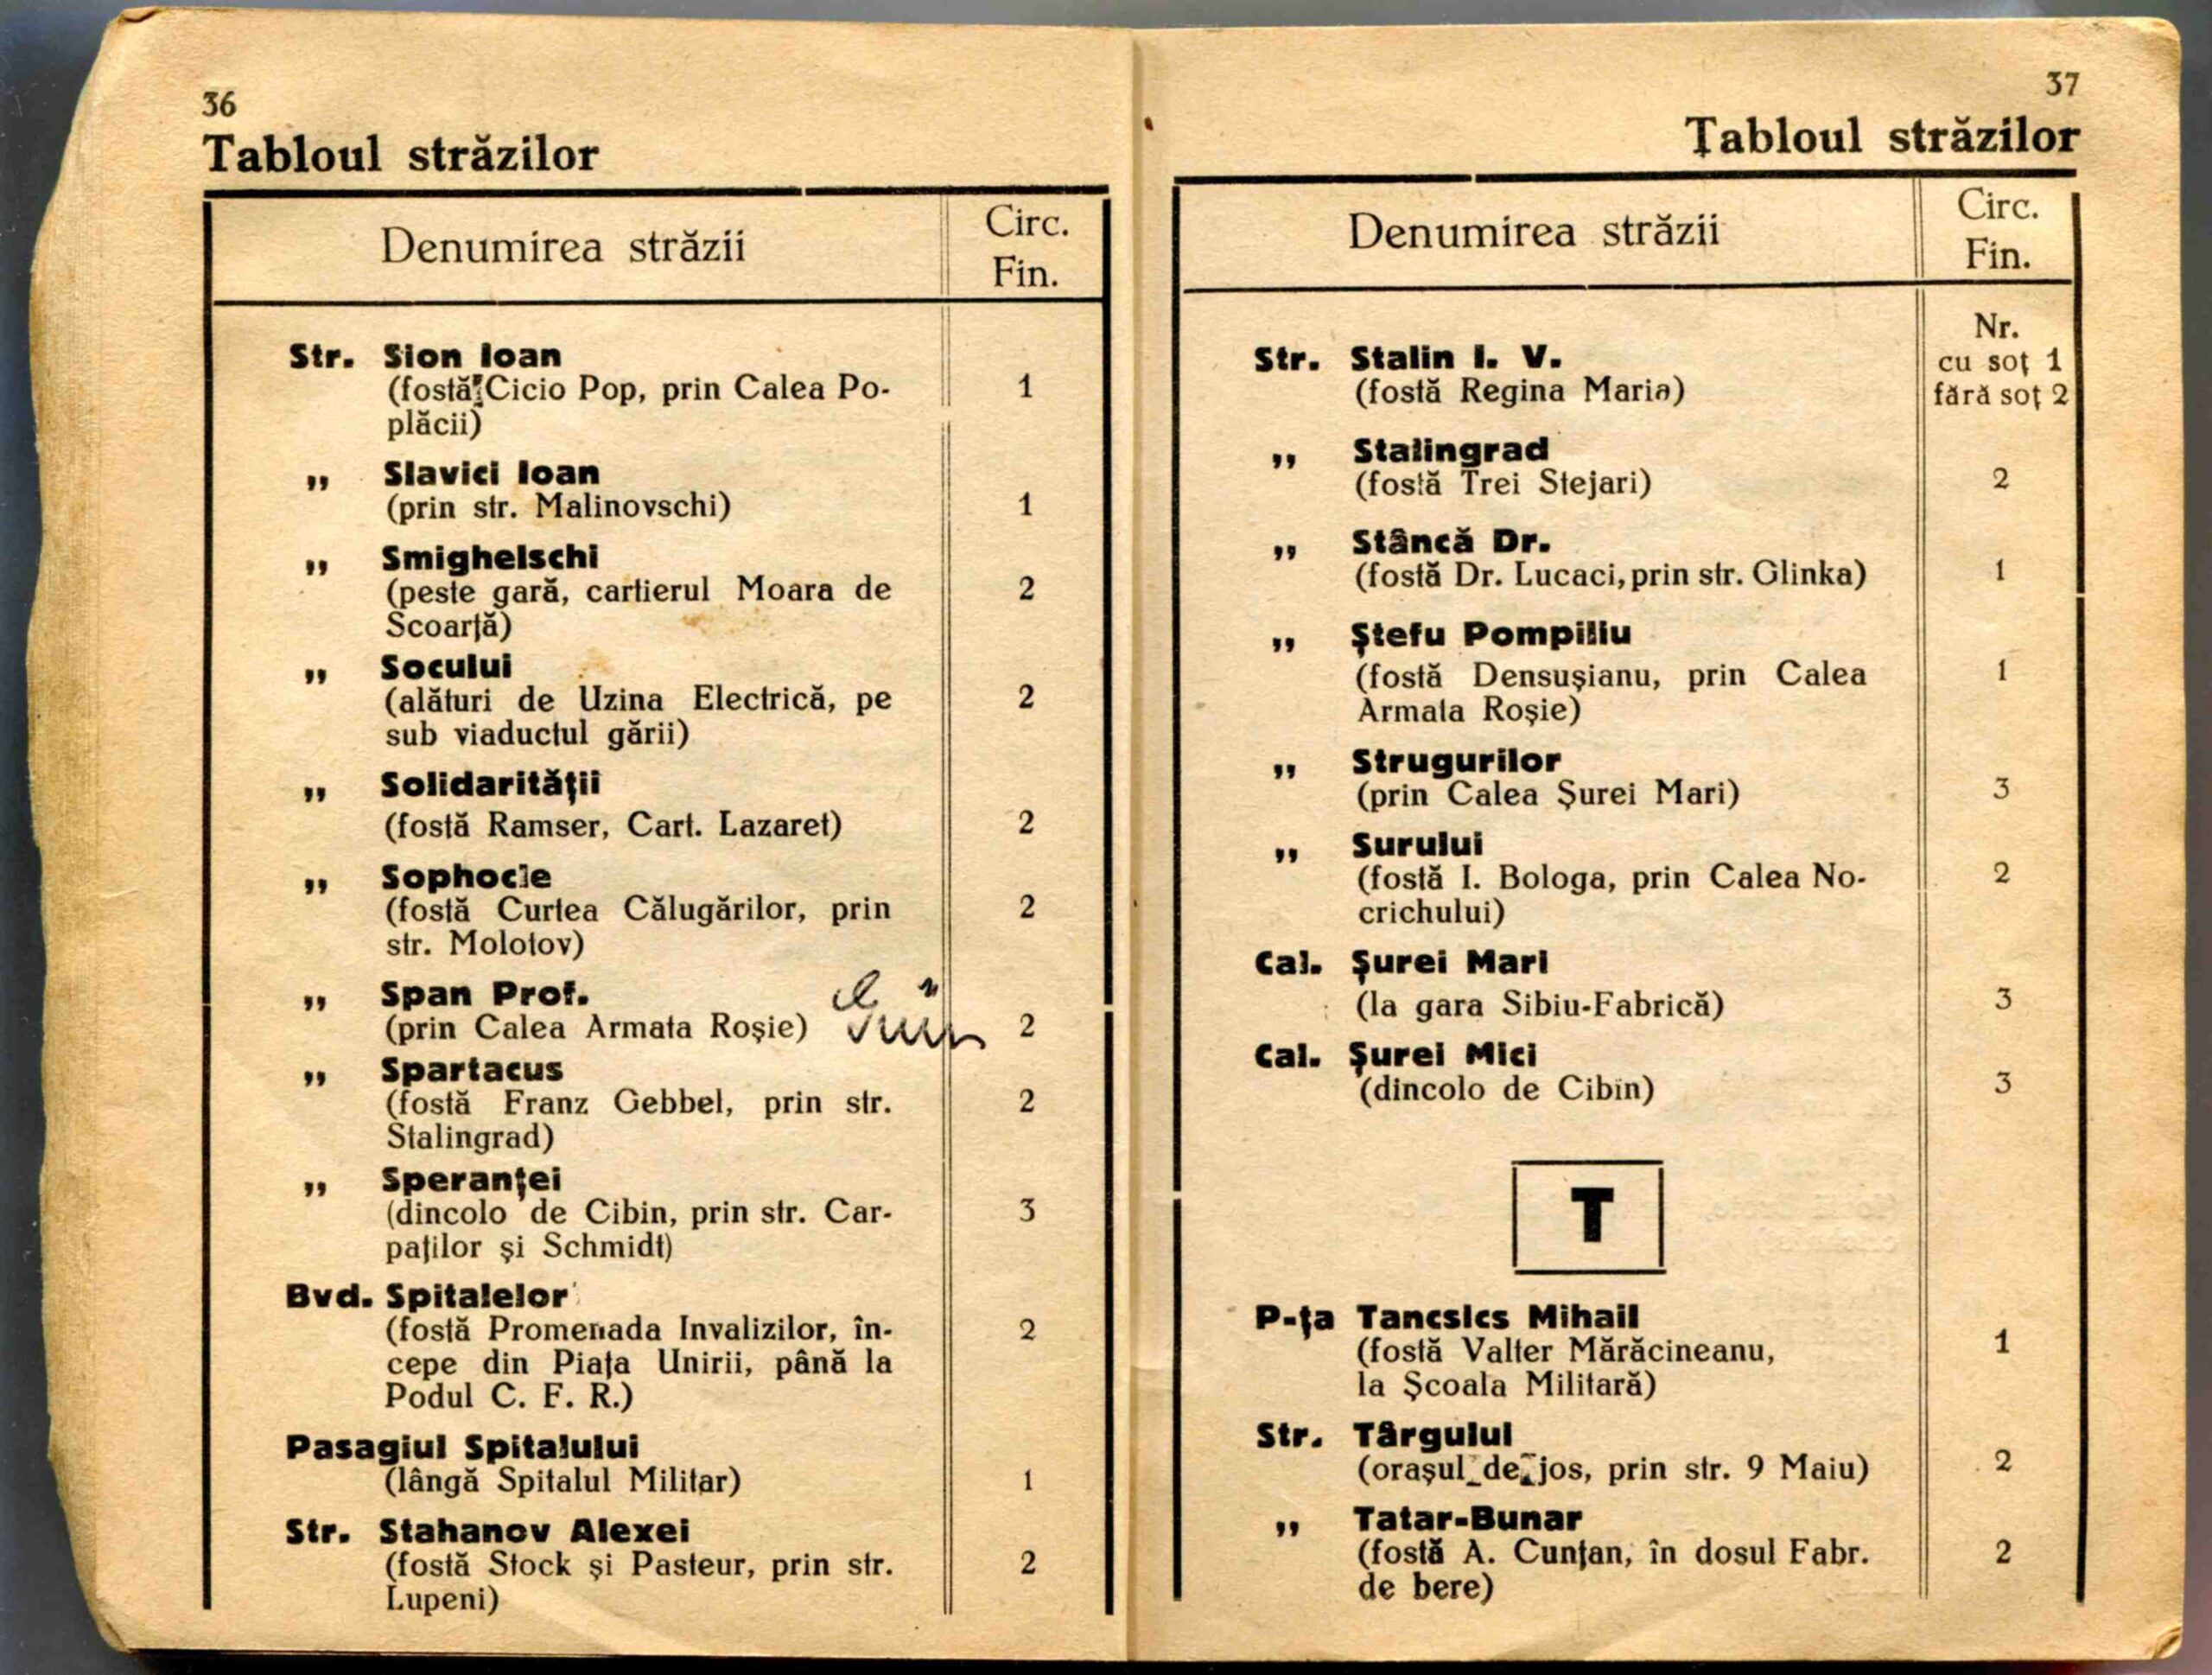 36
Tabloul străzilor
Denumirea străzii
Circ.
Fin.
Str. Sion Ioan
(fostă Cicio Pop, prin Calea Po- 1
plăcii)
„ Slavici Ioan
(prin str. Malinovschi) 1
„ Smighelschi
(peste gară, cartierul Moara de 2
Scoarță)
„ Socului
(alături de Uzina Electrică, pe 2
sub viaductul gării)
„ Solidarității
(fostă Ramser, Cart. Lazaret) 2
„ Sophocle
(fostă Curtea Călugărilor, prin 2
str. Molotov)
„ Span Prof.
(prin Calea Armata Roșie) 2
„ Spartacus
(fostă Franz Gebbel, prin str. 2
Stalingrad)
„ Speranței
(dincolo de Cibin, prin str. Car- 3
paților și Schmidt)
Bvd. Spitalelor
(fostă Promenada Invalizilor, în- 2
cepe din Piața Unirii, până la
Podul C. F. R.)
Pasagiul Spitalului
(lângă Spitalul Militar) 1
Str. Stahanov Alexei
(fostă Stock și Pasteur, prin str. 2
Lupeni)
37
Tabloul străzilor
Denumirea străzii
Circ.
Fin.
Nr.
Str. Stalin I. V. cu soț 1
(fostă Regina Maria) fără soț 2
„ Stalingrad
(fostă Trei Stejari) 2
„ Stâncă Dr.
(fostă Dr. Lucaci, prin str. Glinka) 1
„ Ștefu Pompiliu
(fostă Densușianu, prin Calea 1
Armata Roșie)
„ Strugurilor
(prin Calea Șurei Mari) 3
„ Surului
(fostă I. Bologa, prin Calea No- 2
crichului)
Cal. Șurei Mari
(la gara Sibiu-Fabrică) 3
Cal. Șurei Mici
(dincolo de Cibin) 3
T
P-ța Tancsics Mihail
(fostă Valter Mărăcineanu, 1
la Școala Militară)
Str. Târgului
(orașul de jos, prin str. 9 Maiu) 2
„ Tatar-Bunar
(fostă A. Cunțan, în dosul Fabr. 2
de bere)